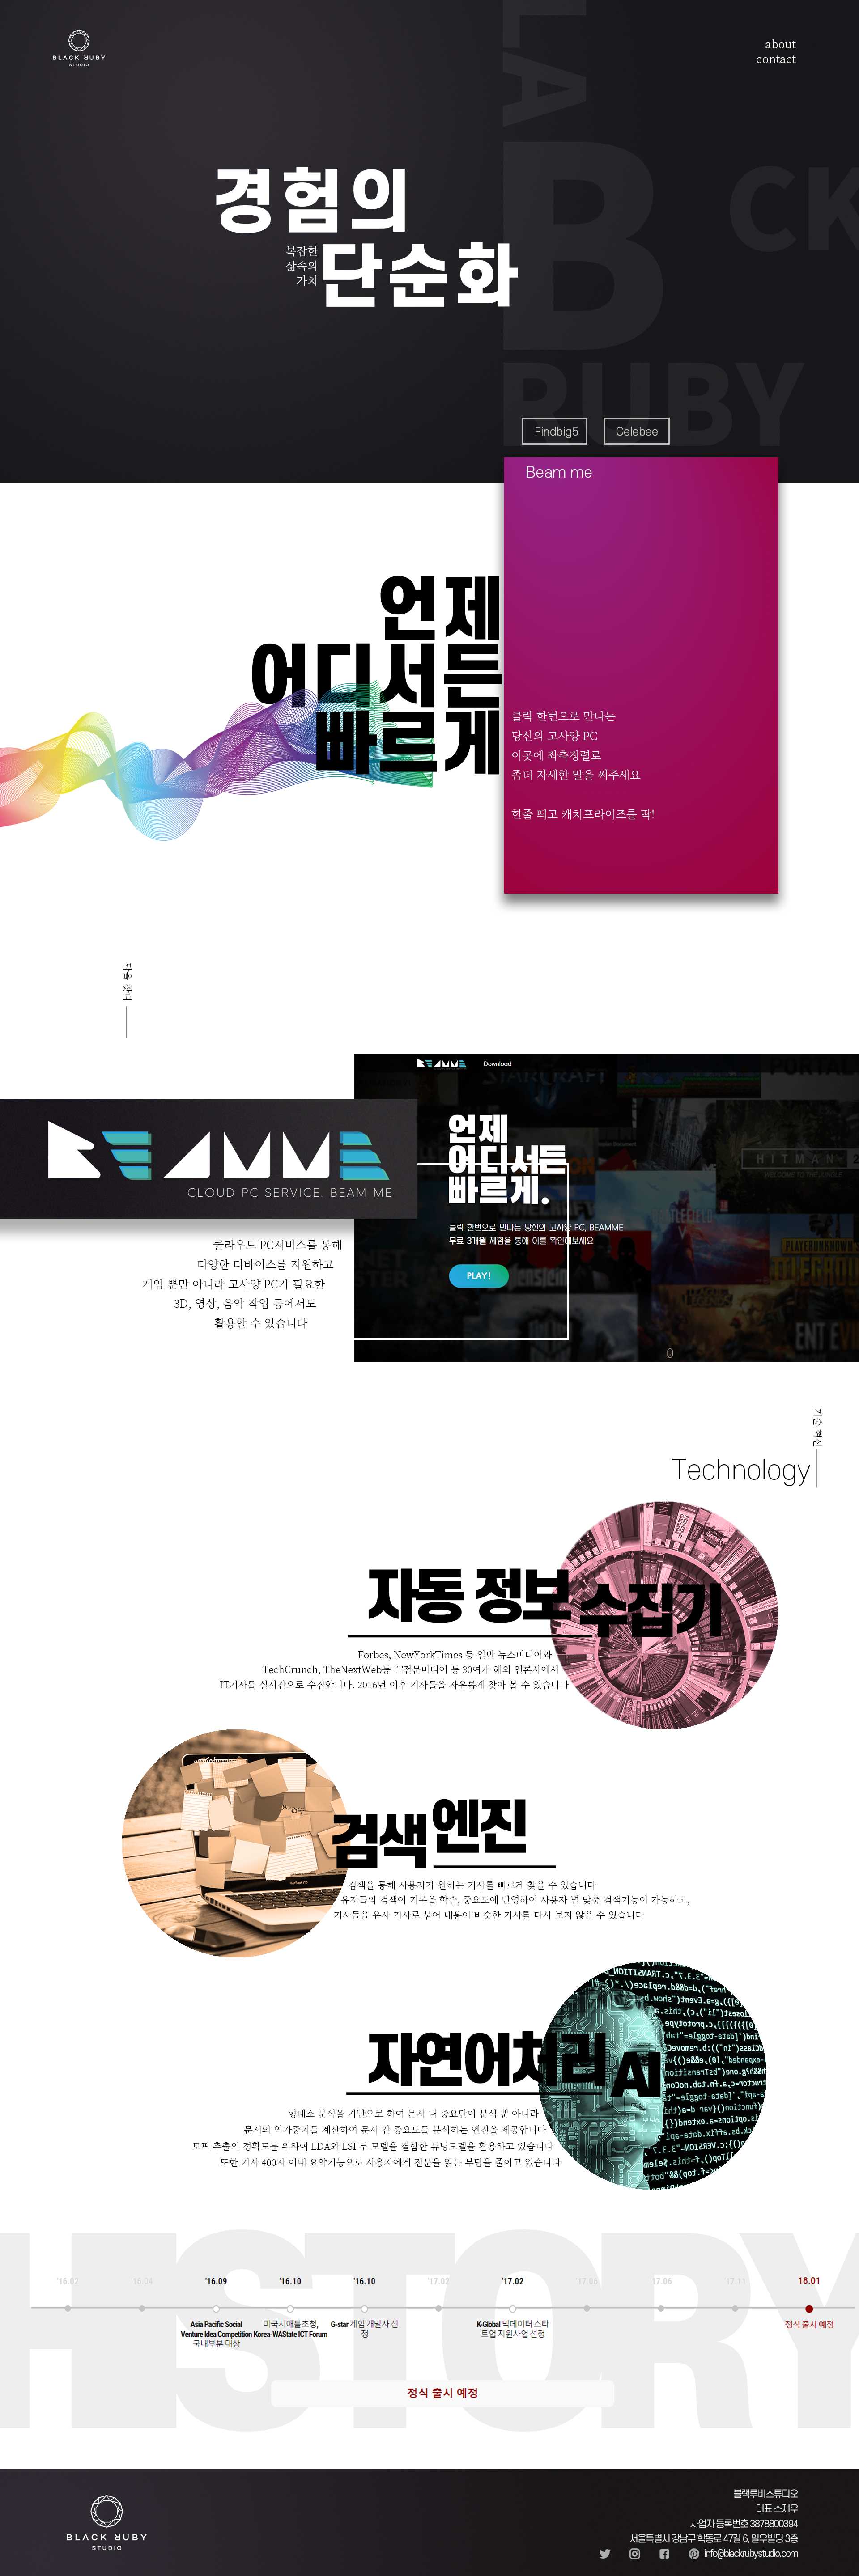 BLACK RUBY
STUDIO
about
contact
LA
B
CK
RUBY
경험의
단순화
복잡한
삶속의
가치
Findbig5
Celebee
Beam me
언제
어디서든
빠르게
클릭 한번으로 만나는
당신의 고사양 PC
이곳에 좌측정렬로
좀더 자세한 말을 써주세요
한줄 띄고 캐치프라이즈를 딱!
답을 찾다
BEAMME
CLOUD PC SERVICE. BEAM ME
클라우드 PC서비스를 통해
다양한 디바이스를 지원하고
게임 뿐만 아니라 고사양 PC가 필요한
3D, 영상, 음악 작업 등에서도
활용할 수 있습니다
BEAMME
Download
STARCRAFT
언제
어디서든
빠르게.
클릭 한번으로 만나는 당신의 고사양 PC, BEAMME
무료 3개월 체험을 통해 이를 확인해보세요
PLAY!
HITMAN
기술 혁신
Technology
자동 정보 수집기
Forbes, NewYorkTimes 등 일반 뉴스미디어와
TechCrunch, TheNextWeb등 IT전문미디어 등 30여개 해외 언론사에서
IT기사를 실시간으로 수집합니다. 2016년 이후 기사들을 자유롭게 찾아 볼 수 있습니다
검색 엔진
검색을 통해 사용자가 원하는 기사를 빠르게 찾을 수 있습니다
유저들의 검색어 기록을 학습, 중요도에 반영하여 사용자 별 맞춤 검색기능이 가능하고,
기사들을 유사 기사로 묶어 내용이 비슷한 기사를 다시 보지 않을 수 있습니다
자연어처리 AI
형태소 분석을 기반으로 하여 문서 내 중요단어 분석 뿐 아니라
문서의 역가중치를 계산하여 문서 간 중요도를 분석하는 엔진을 제공합니다
토픽 추출의 정확도를 위하여 LDA와 LSI 두 모델을 결합한 튜닝모델을 활용하고 있습니다
또한 기사 400자 이내 요약기능으로 사용자에게 전문을 읽는 부담을 줄이고 있습니다
HISTORY
'16.02 '16.04 '16.09 '16.10 '16.10 '17.02 '17.02 '17.06 '17.11 18.01
Asia Pacific Social
Venture Idea Competition
국내부분 대상
미국시애틀초청,
Korea-WAState ICT Forum
G-star 게임 개발사 선
정
K-Global 빅데이터 스타
트업 지원사업 선정
정식 출시 예정
정식 출시 예정
BLACK RUBY
STUDIO
블랙루비스튜디오
대표 소재우
사업자 등록번호 3878800394
서울특별시 강남구 학동로 47길 6, 일우빌딩 3층
info@blackrubystudio.com